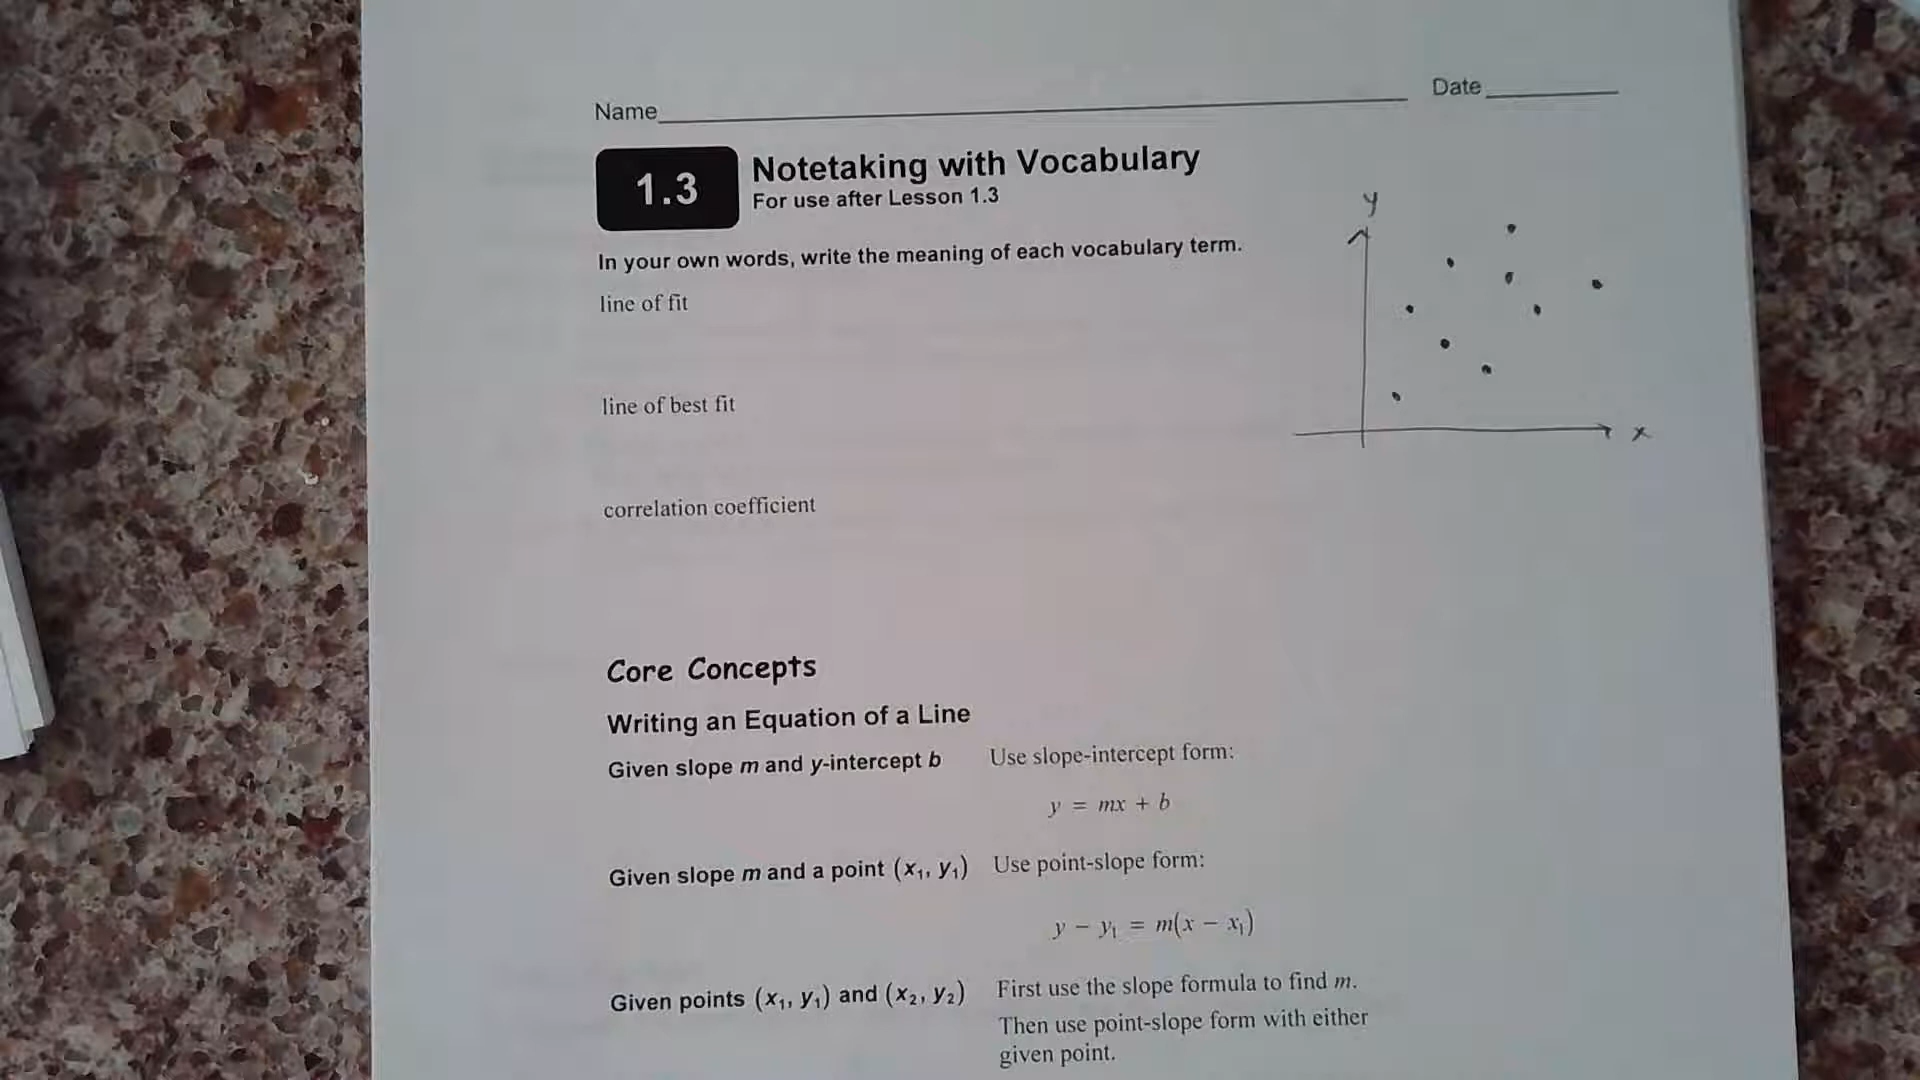 Name Date
1.3 Notetaking with Vocabulary
For use after Lesson 1.3
In your own words, write the meaning of each vocabulary term.
line of fit
line of best fit
correlation coefficient
y
x
Core Concepts
Writing an Equation of a Line
Given slope m and y-intercept b Use slope-intercept form:
y = mx + b
Given slope m and a point (x₁, y₁) Use point-slope form:
y − y₁ = m(x − x₁)
Given points (x₁, y₁) and (x₂, y₂) First use the slope formula to find m.
Then use point-slope form with either
given point.